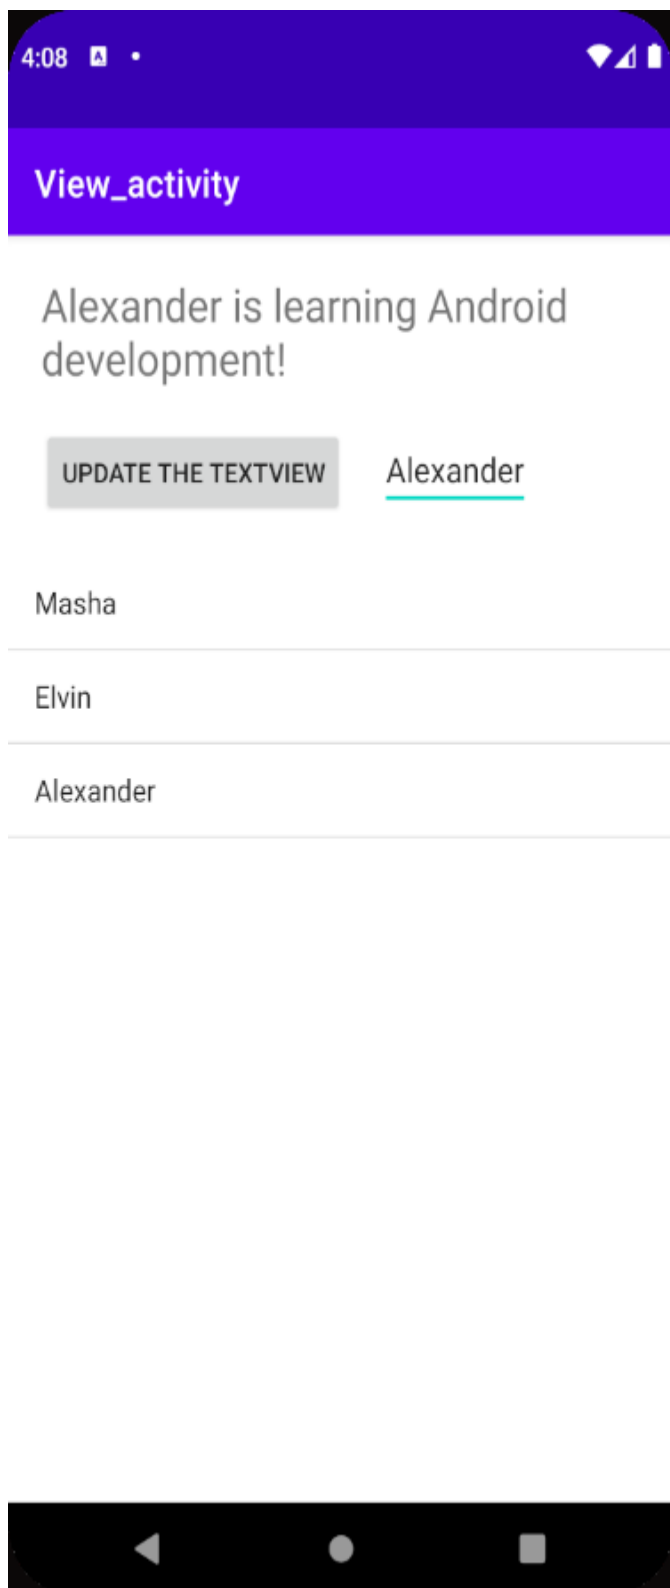 4:08
View_activity
Alexander is learning Android
development!
UPDATE THE TEXTVIEW
Alexander
Masha
Elvin
Alexander